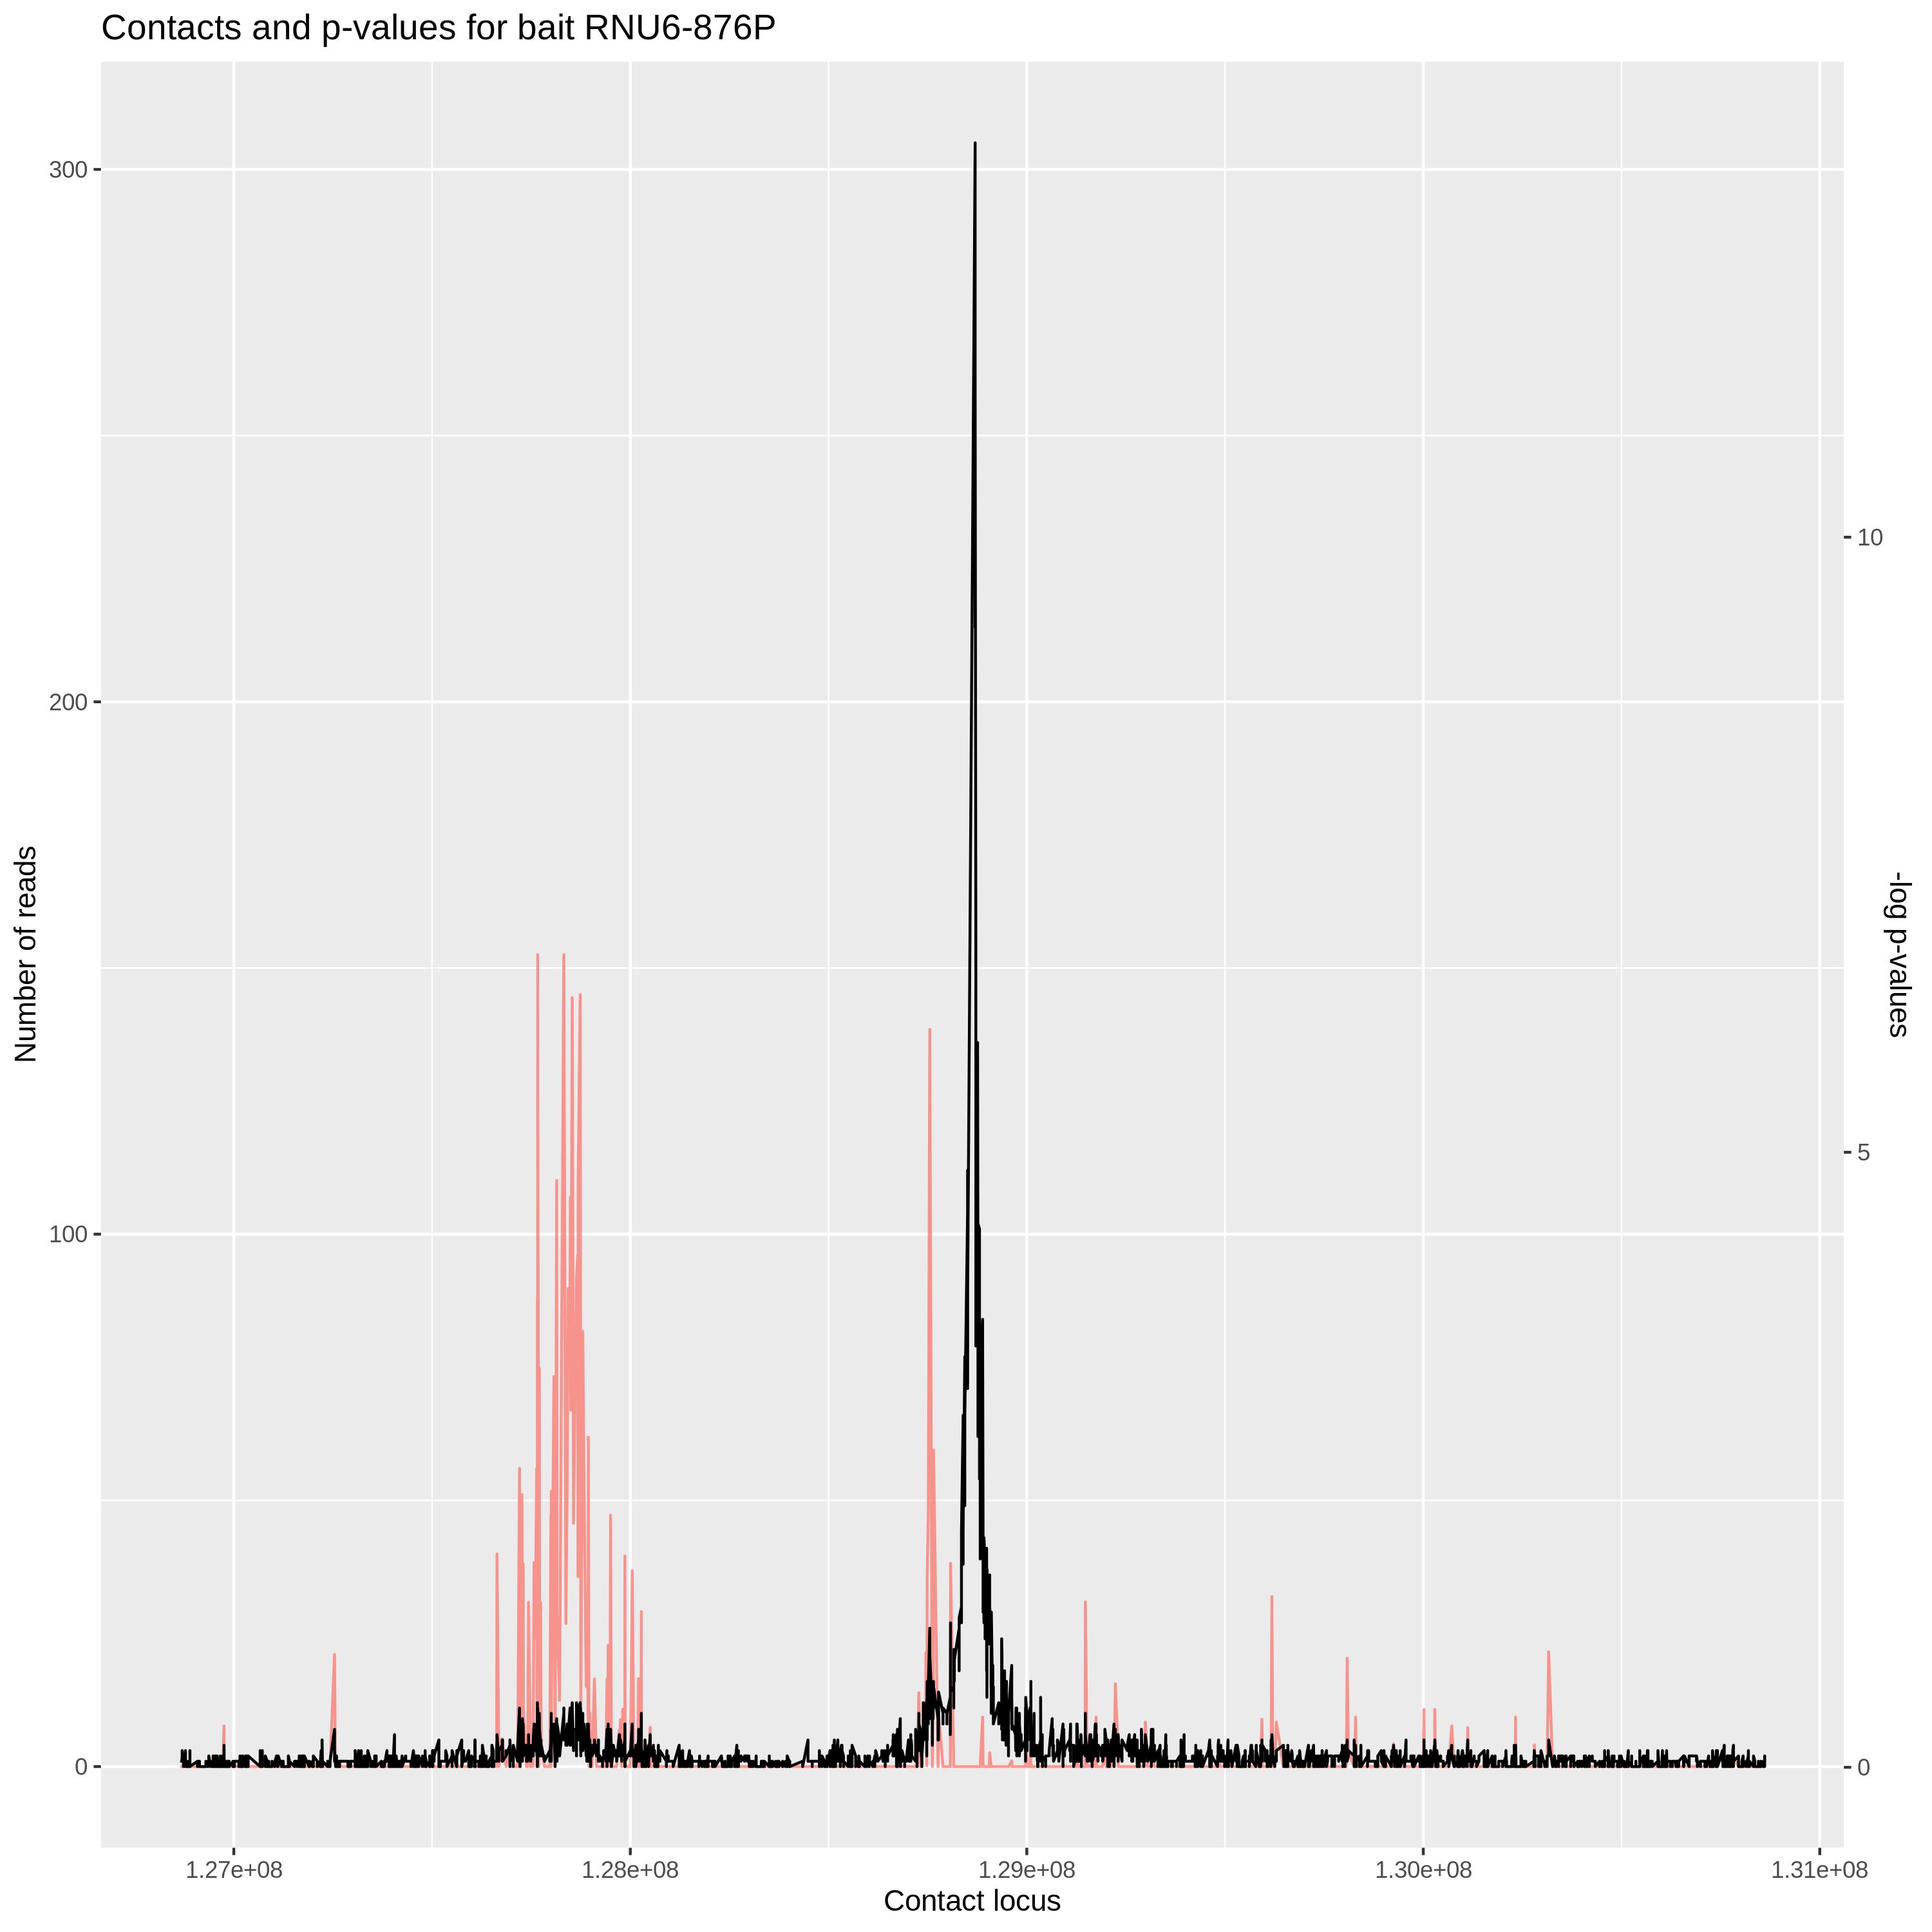 Contacts and p-values for bait RNU6-876P
300
200
100
0
Number of reads
10
5
0
-log p-values
1.27e+08
1.28e+08
1.29e+08
1.30e+08
1.31e+08
Contact locus